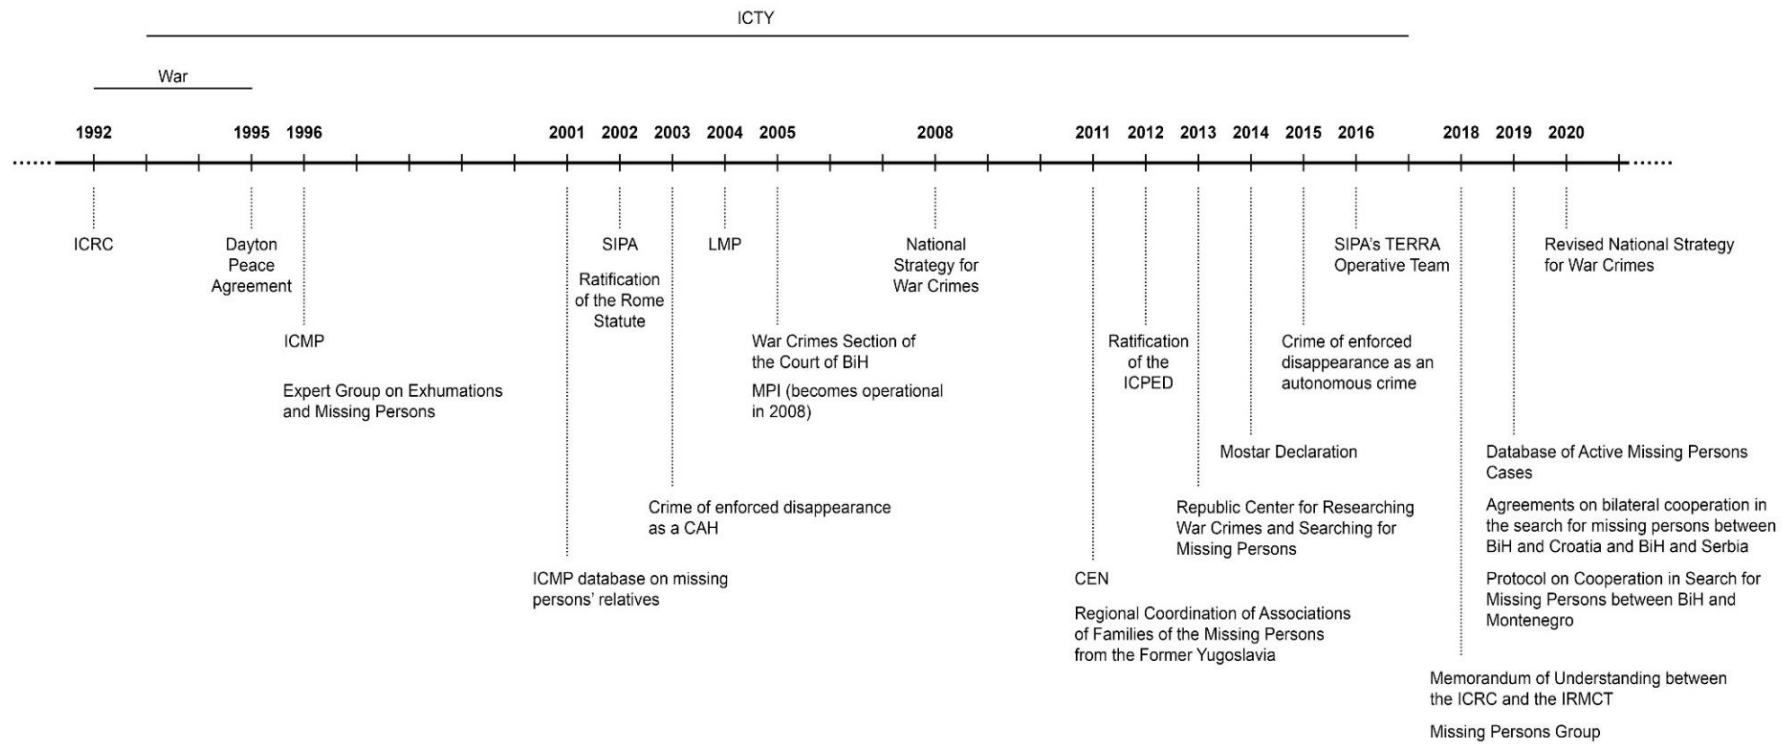 ICTY
War
1992 1995 1996 2001 2002 2003 2004 2005 2008 2011 2012 2013 2014 2015 2016 2018 2019 2020
ICRC
Dayton
Peace
Agreement
ICMP
Expert Group on Exhumations
and Missing Persons
ICMP database on missing
persons’ relatives
SIPA
Ratification
of the Rome
Statute
Crime of enforced disappearance
as a CAH
LMP
War Crimes Section of
the Court of BiH
MPI (becomes operational
in 2008)
National
Strategy for
War Crimes
CEN
Regional Coordination of Associations
of Families of the Missing Persons
from the Former Yugoslavia
Ratification
of the
ICPED
Republic Center for Researching
War Crimes and Searching for
Missing Persons
Mostar Declaration
Crime of enforced
disappearance as an
autonomous crime
SIPA’s TERRA
Operative Team
Memorandum of Understanding between
the ICRC and the IRMCT
Missing Persons Group
Database of Active Missing Persons
Cases
Agreements on bilateral cooperation in
the search for missing persons between
BiH and Croatia and BiH and Serbia
Protocol on Cooperation in Search for
Missing Persons between BiH and
Montenegro
Revised National Strategy
for War Crimes